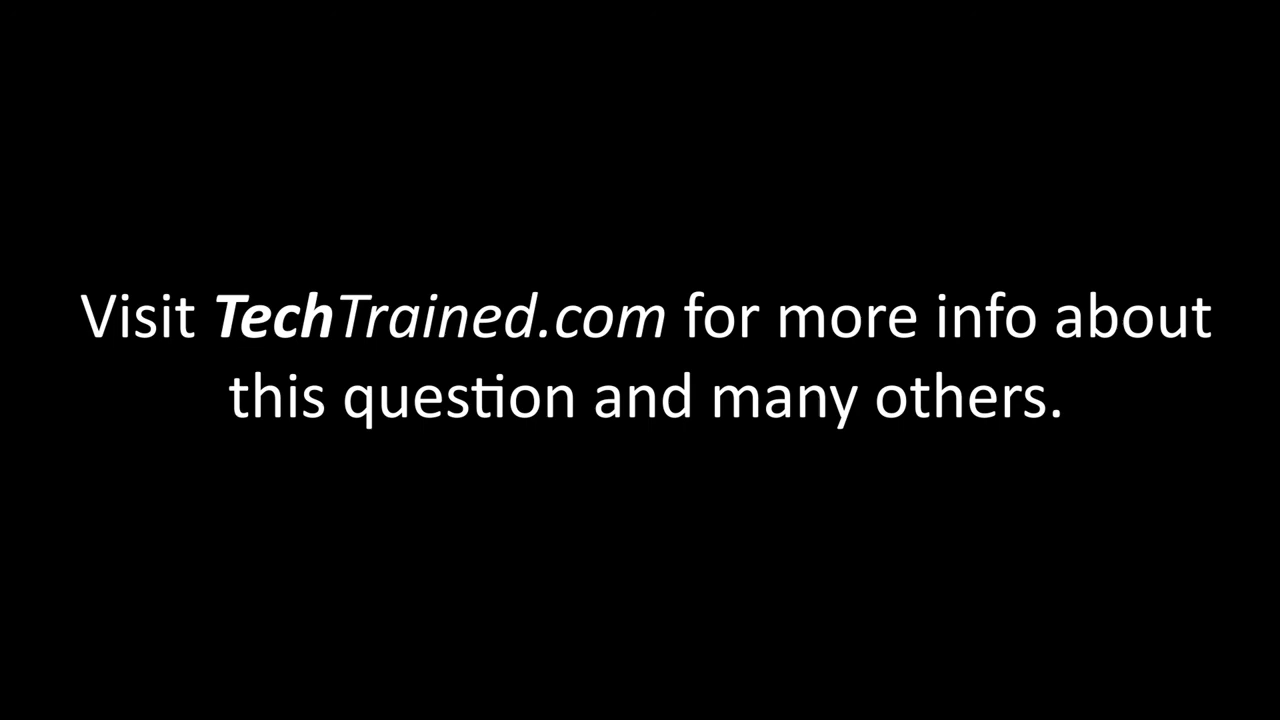 Visit TechTrained.com for more info about
this question and many others.